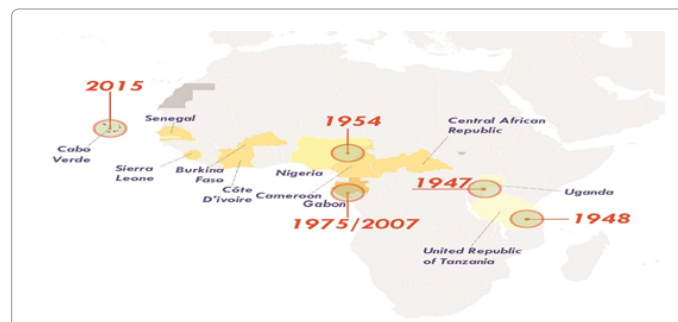 2015
Senegal
Cabo
Verde
Sierra
Leone
Burkina
Faso
Côte
D'ivoire
1954
Nigeria
Cameroon
Gabon
1975/2007
Central African
Republic
1947
Uganda
1948
United Republic
of Tanzania